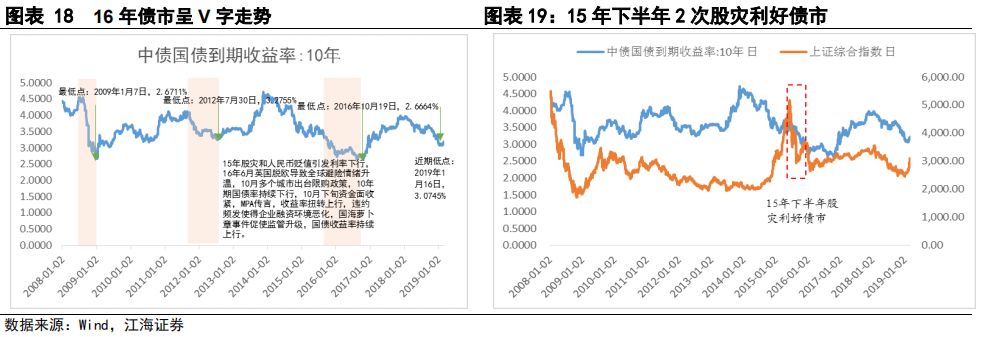 图表 18 16 年债市呈 V 字走势
中债国债到期收益率:10年
5.0000
4.5000
4.0000
3.5000
3.0000
2.5000
2.0000
1.5000
1.0000
0.5000
0.0000
最低点：2009年1月7日，2.6711%
最低点：2012年7月30日，3.2755%
最低点：2016年10月19日，2.6664%
15年股灾和人民币贬值引发利率下行，
16年6月英国脱欧导致全球避险情绪升
温，10月多个城市出台限购政策，10年
期国债率持续下行，10月下旬资金面收
紧，MPA传言，收益率扭转上行，违约
频发使得企业融资环境恶化，国海萝卜
章事件促使监管升级，国债收益率持续
上行。
近期低点：
2019年1
月16日，
3.0745%
2008-01-02
2009-01-02
2010-01-02
2011-01-02
2012-01-02
2013-01-02
2014-01-02
2015-01-02
2016-01-02
2017-01-02
2018-01-02
2019-01-02
图表19：15 年下半年 2 次股灾利好债市
中债国债到期收益率:10年 日
上证综合指数 日
5.0000
4.5000
4.0000
3.5000
3.0000
2.5000
2.0000
1.5000
1.0000
0.5000
0.0000
6,000.00
5,000.00
4,000.00
3,000.00
2,000.00
1,000.00
0.00
15年下半年股
灾利好债市
2008-01-02
2009-01-02
2010-01-02
2011-01-02
2012-01-02
2013-01-02
2014-01-02
2015-01-02
2016-01-02
2017-01-02
2018-01-02
2019-01-02
数据来源：Wind，江海证券